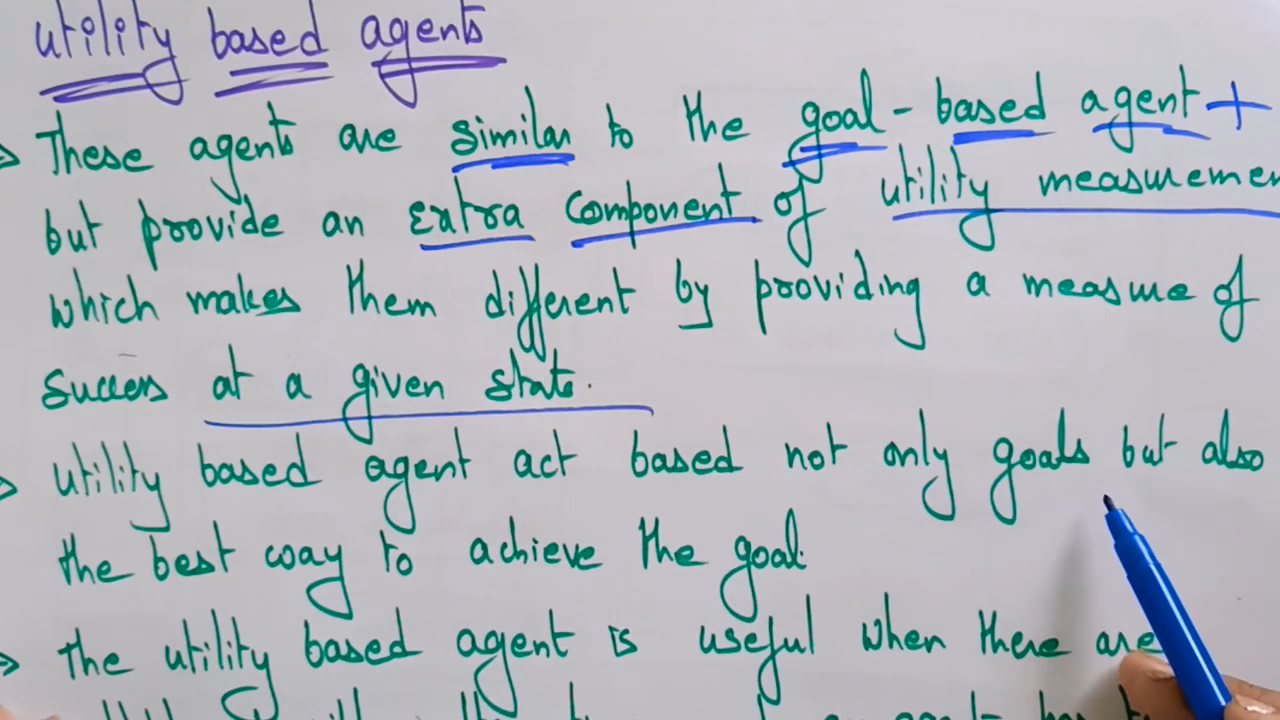 utility based agents
These agents are similar to the goal-based agent +
but provide an extra component of utility measuremen
which makes them different by providing a measure of
success at a given state.
utility based agent act based not only goals but also
the best way to achieve the goal.
the utility based agent is useful when there are
an agent has